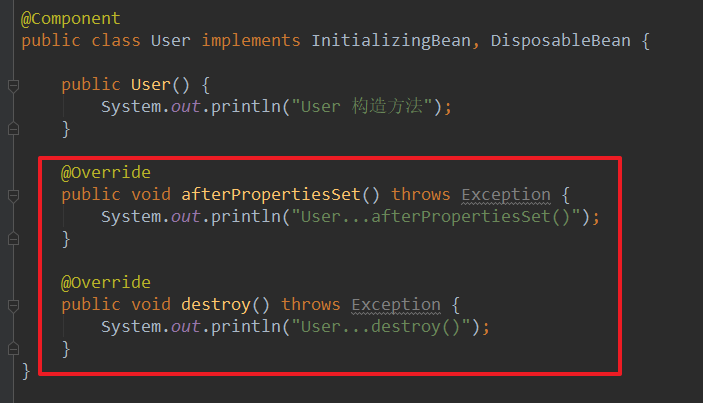 @Component
public class User implements InitializingBean, DisposableBean {
public User() {
System.out.println("User 构造方法");
}
@Override
public void afterPropertiesSet() throws Exception {
System.out.println("User...afterPropertiesSet()");
}
@Override
public void destroy() throws Exception {
System.out.println("User...destroy()");
}
}